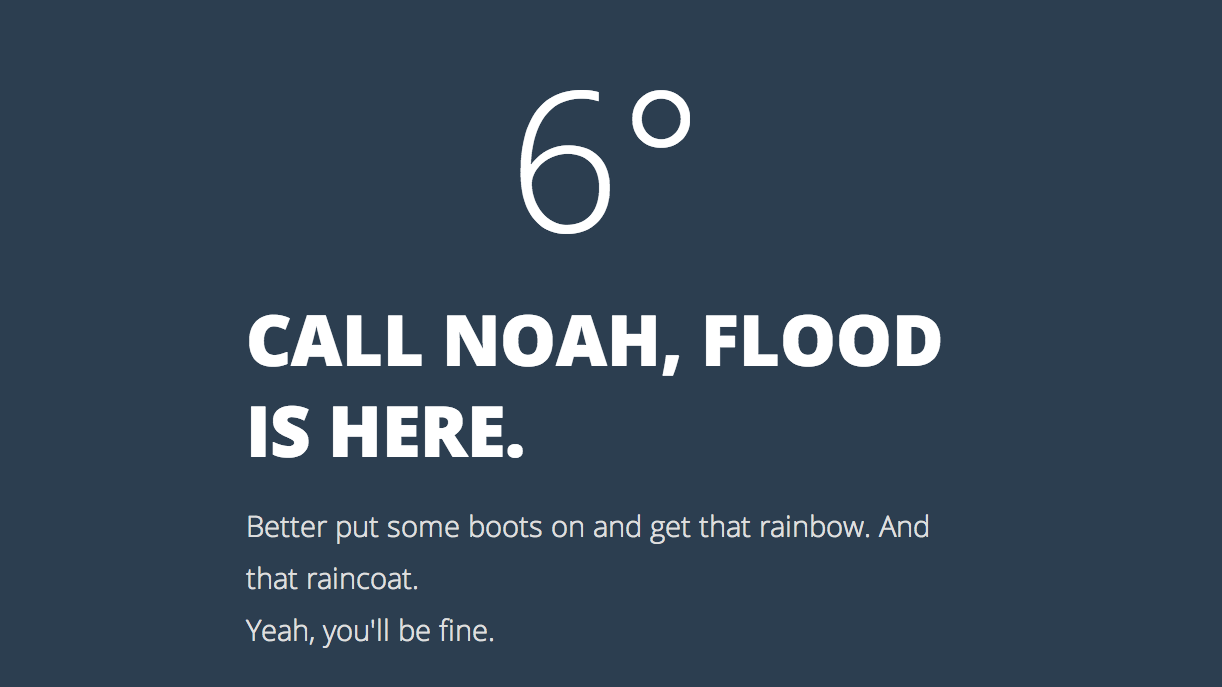 6°
CALL NOAH, FLOOD
IS HERE.
Better put some boots on and get that rainbow. And
that raincoat.
Yeah, you'll be fine.